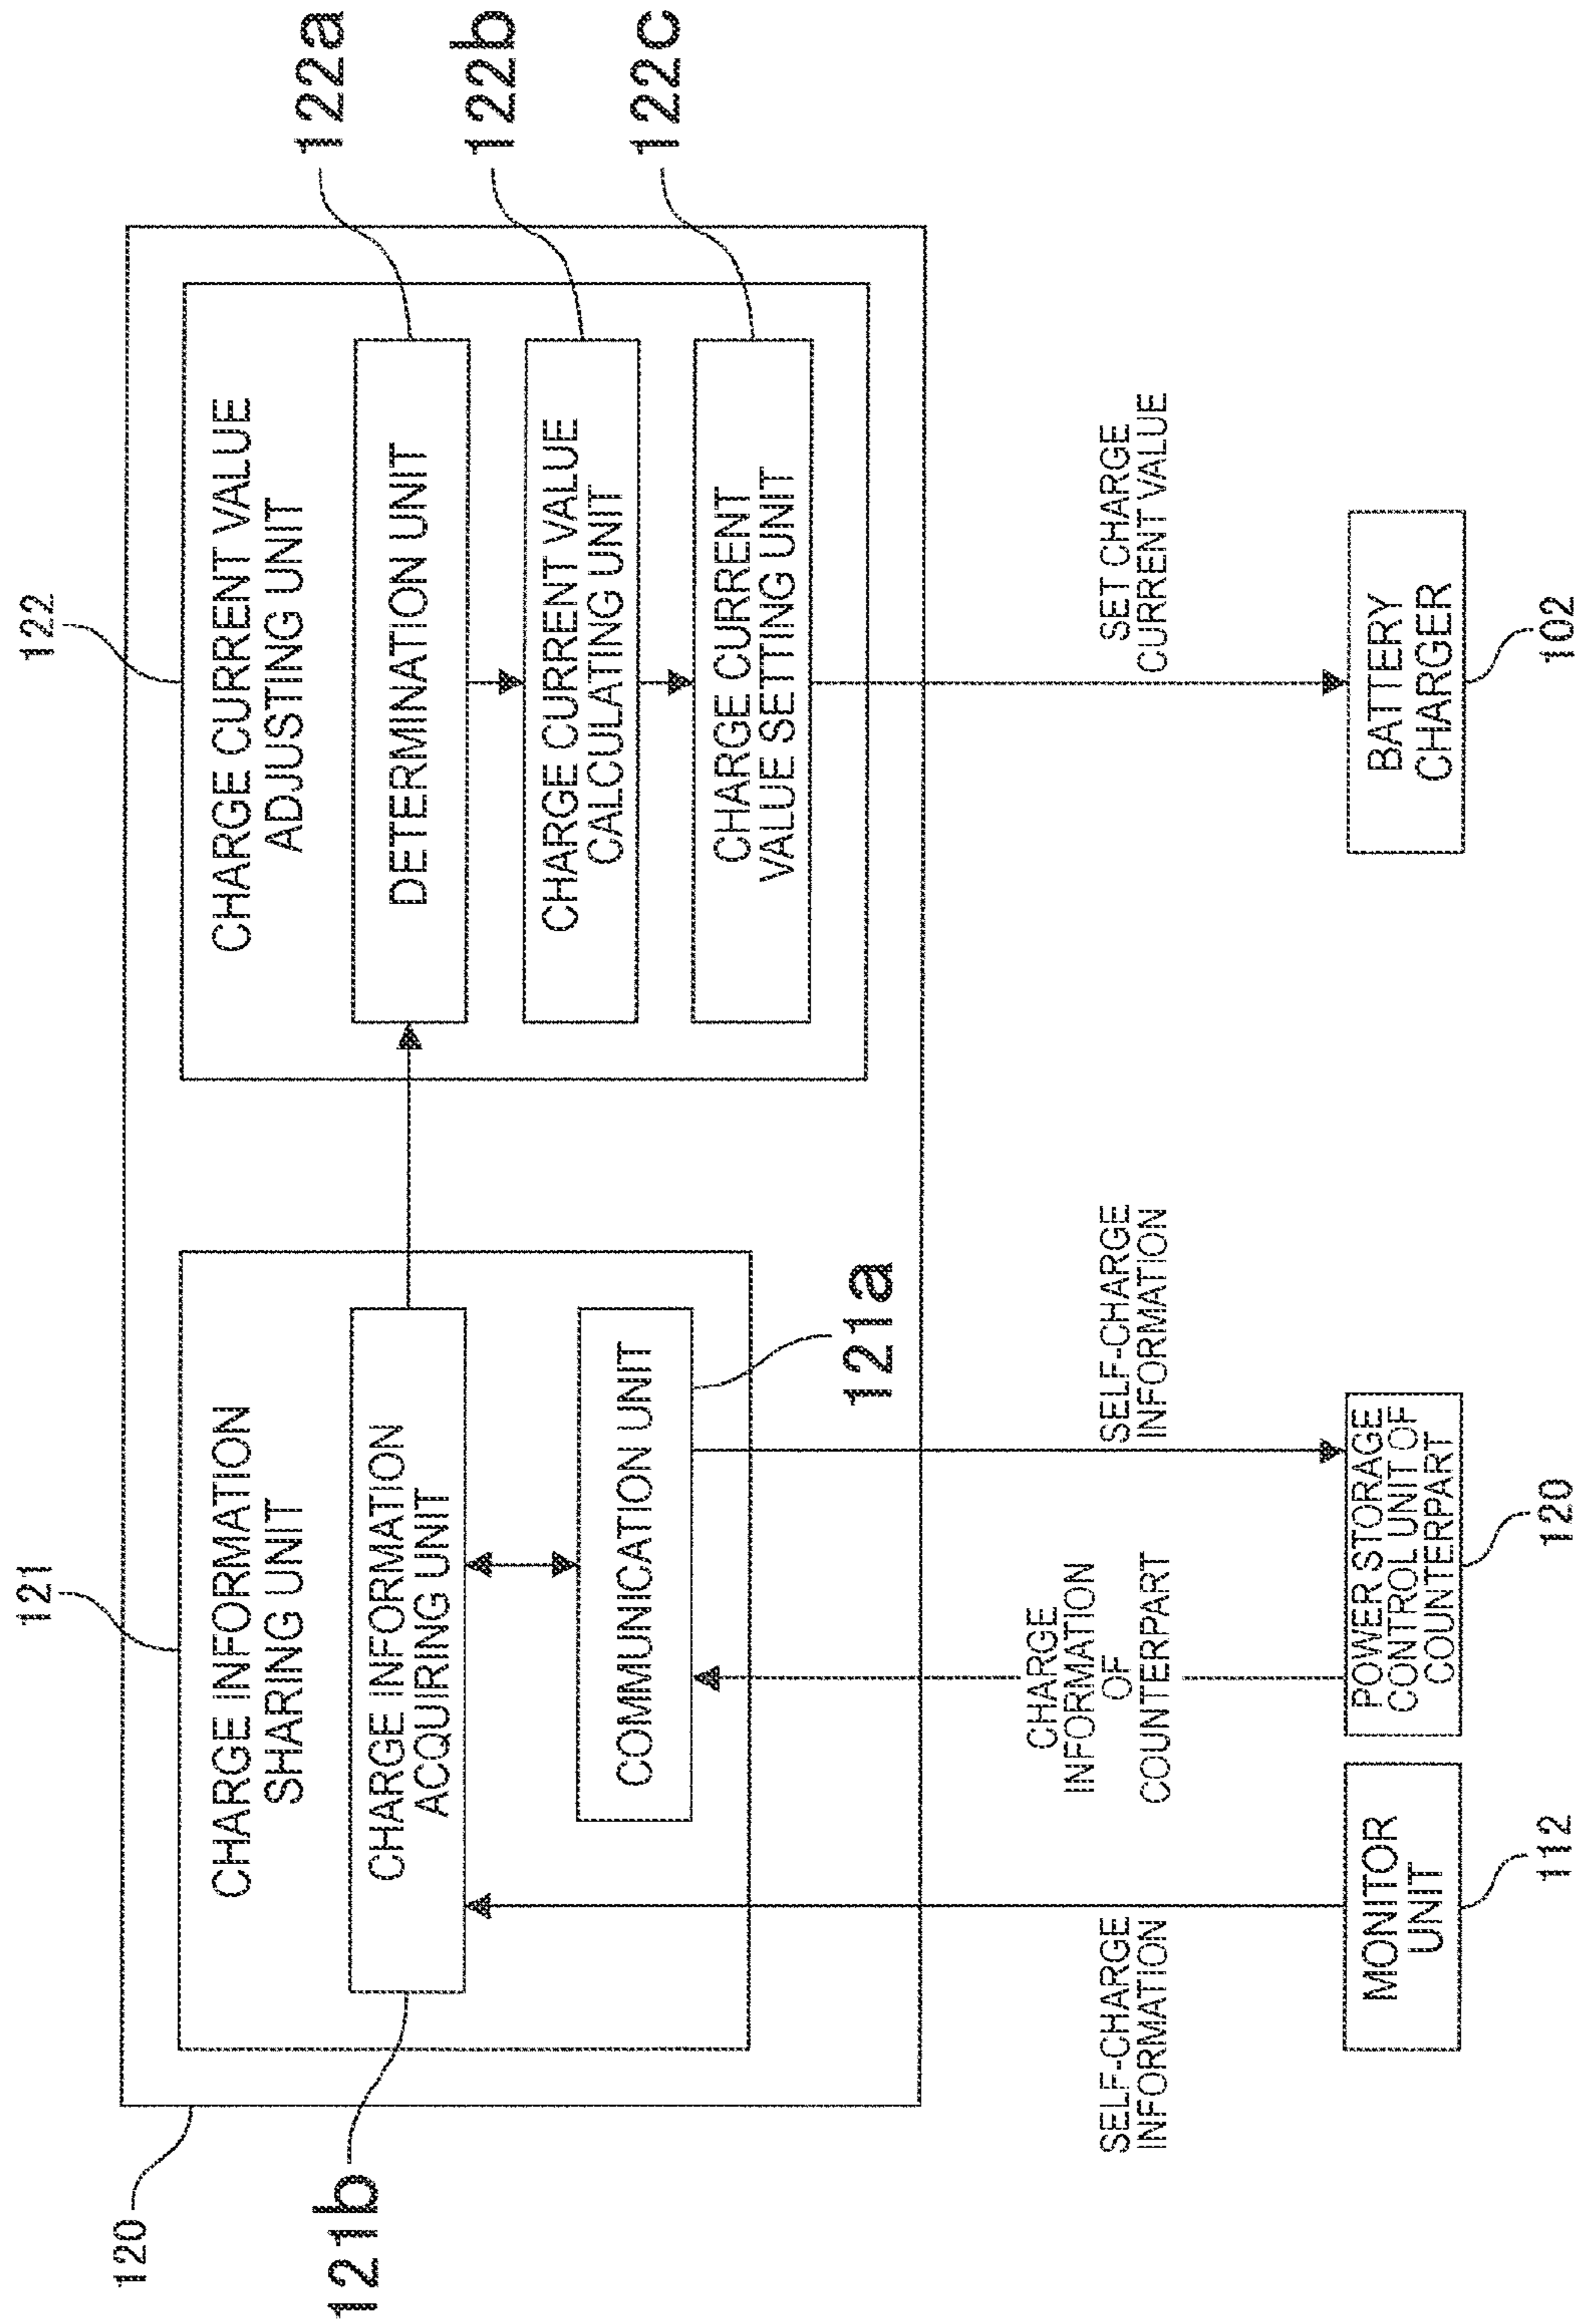 120
121
CHARGE INFORMATION
SHARING UNIT
121b
CHARGE INFORMATION
ACQUIRING UNIT
COMMUNICATION UNIT
121a
122
CHARGE CURRENT VALUE
ADJUSTING UNIT
DETERMINATION UNIT
122a
CHARGE CURRENT VALUE
CALCULATING UNIT
122b
CHARGE CURRENT
VALUE SETTING UNIT
122c
SELF-CHARGE
INFORMATION
CHARGE
INFORMATION
OF
COUNTERPART
SELF-CHARGE
INFORMATION
SET CHARGE
CURRENT VALUE
MONITOR
UNIT
112
POWER STORAGE
CONTROL UNIT OF
COUNTERPART
120
BATTERY
CHARGER
102